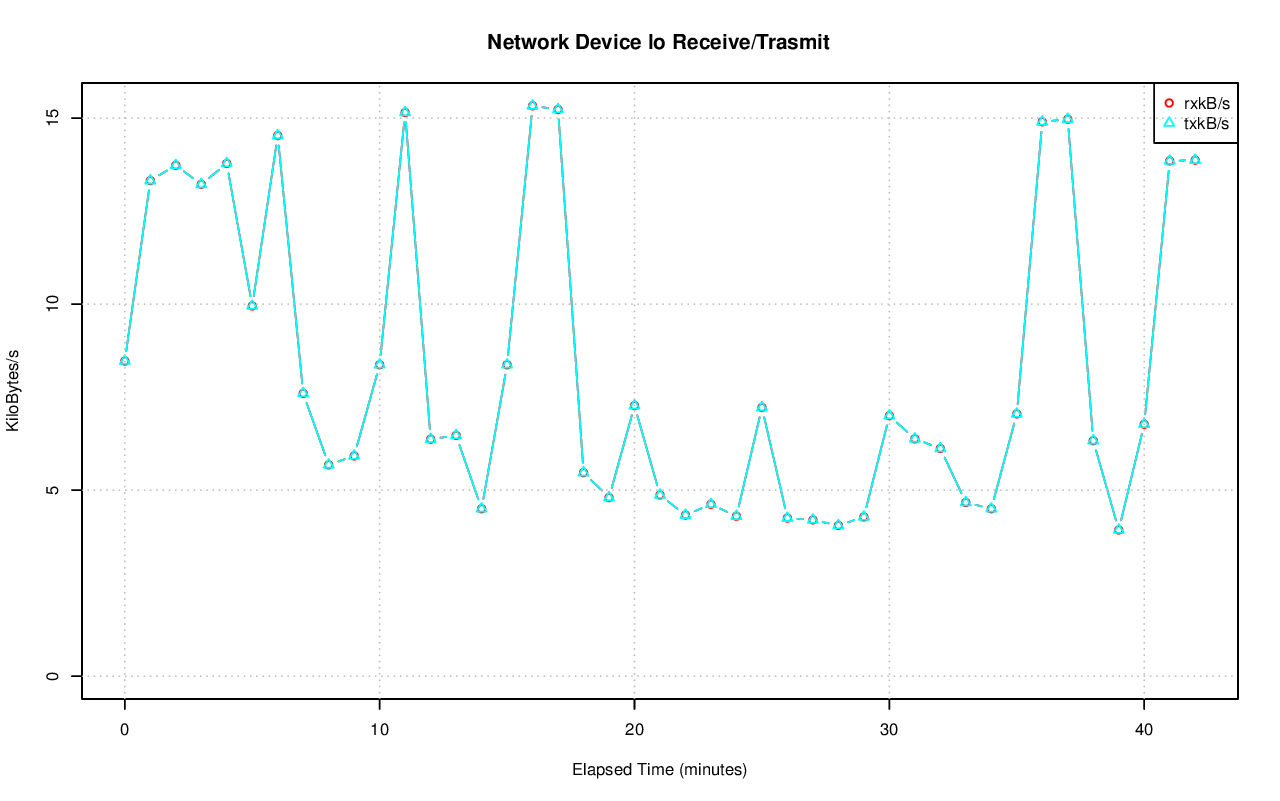 Network Device lo Receive/Trasmit
rxkB/s
txkB/s
KiloBytes/s
15
10
5
0
0 10 20 30 40
Elapsed Time (minutes)